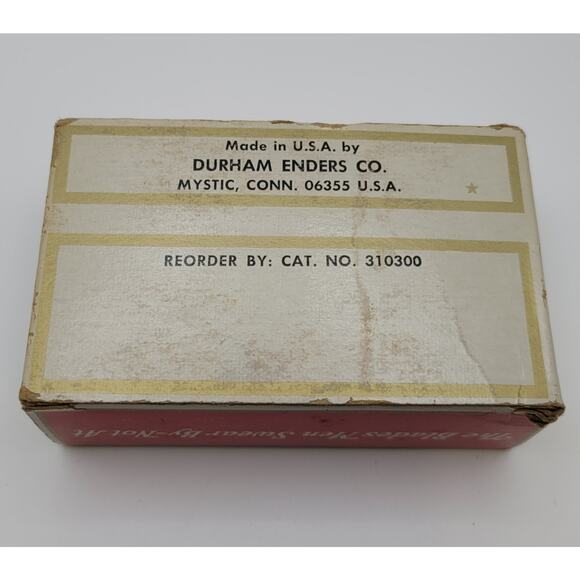 Made in U.S.A. by
DURHAM ENDERS CO.
MYSTIC, CONN. 06355 U.S.A.
REORDER BY: CAT. NO. 310300
The Blades Men Swear By-Not At